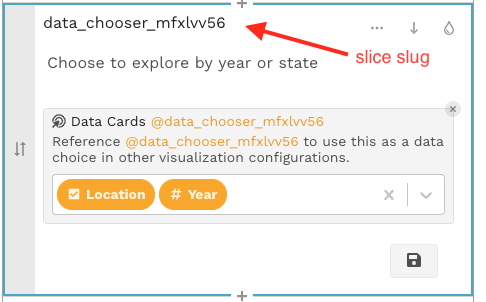 data_chooser_mfxlvv56
slice slug
Choose to explore by year or state
Data Cards @data_chooser_mfxlvv56
Reference @data_chooser_mfxlvv56 to use this as a data
choice in other visualization configurations.
Location # Year